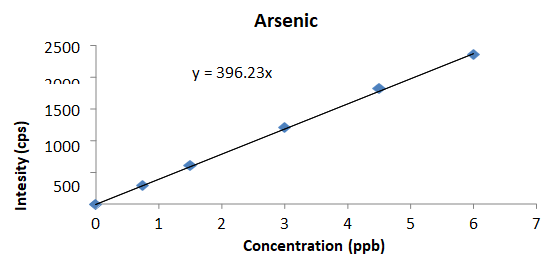 Arsenic
2500
2000
1500
1000
500
y = 396.23x
Intesity (cps)
0 1 2 3 4 5 6 7
Concentration (ppb)